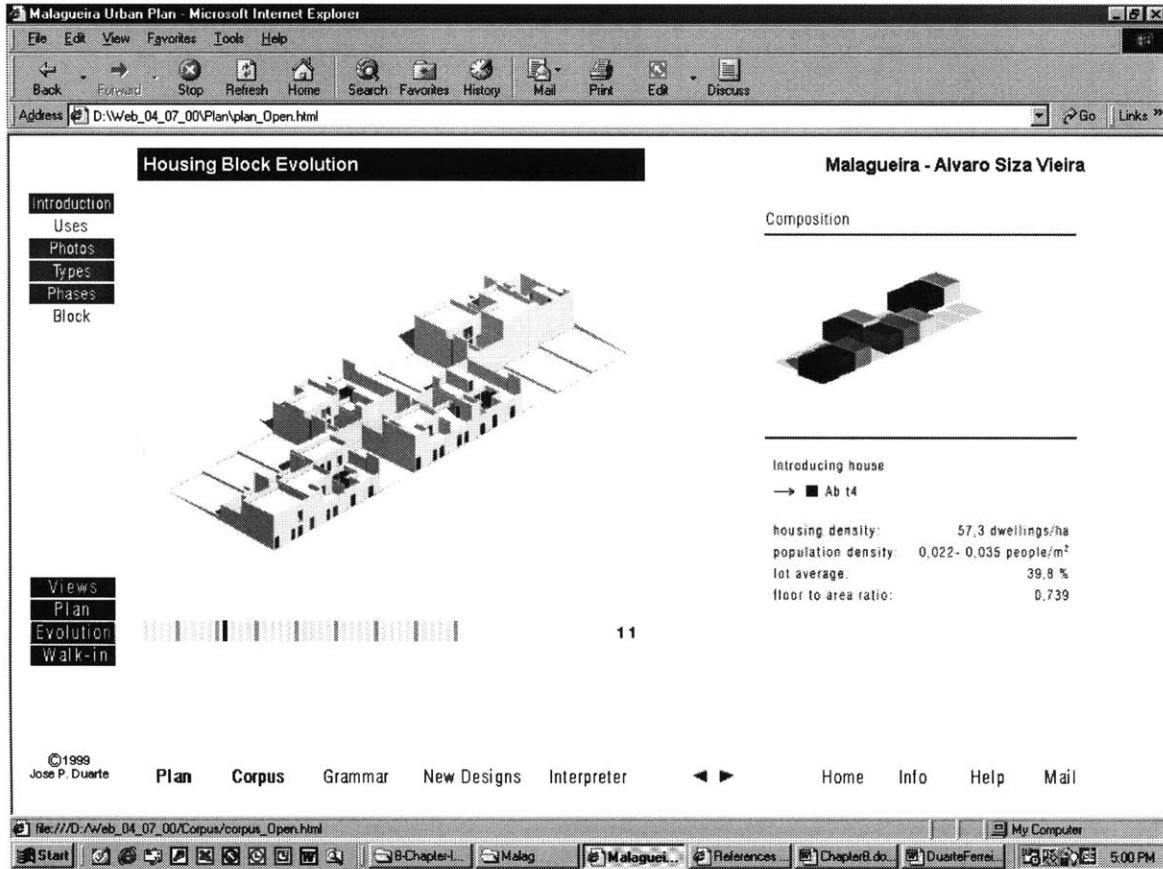 Malagueira Urban Plan - Microsoft Internet Explorer
File Edit View Favorites Tools Help
Back Forward Stop Refresh Home Search Favorites History Mail Print Edit Discuss
Address D:\Web_04_07_00\Plan\plan_Open.html Go Links »
Housing Block Evolution
Malagueira - Alvaro Siza Vieira
Introduction
Uses
Photos
Types
Phases
Block
Composition
Introducing house
→ ■ Ab t4
housing density: 57,3 dwellings/ha
population density: 0,022- 0,035 people/m²
lot average: 39,8 %
floor to area ratio: 0,739
Views
Plan
Evolution
Walk-in
11
©1999
Jose P. Duarte
Plan Corpus Grammar New Designs Interpreter ◄ ► Home Info Help Mail
file:///D:/Web_04_07_00/Corpus/corpus_Open.html My Computer
Start 8-Chapter-I... Malag Malaguei... References ... Chapter8.do... DuarteFerrei... 5:00 PM